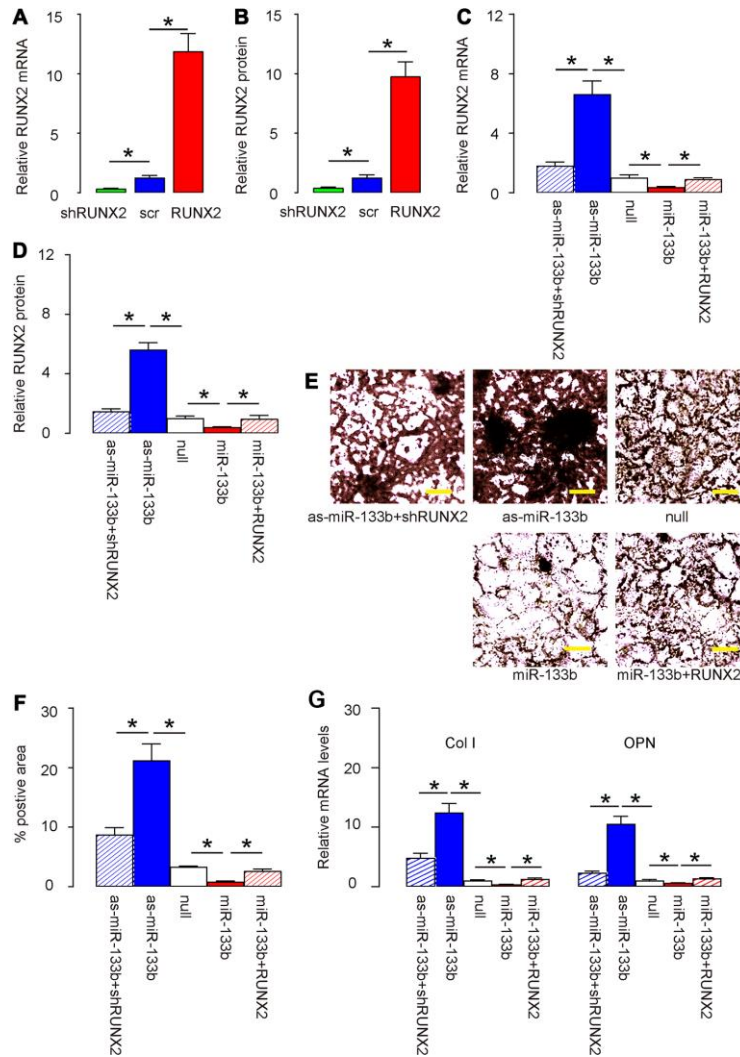 A
Relative RUNX2 mRNA
15
10
5
0
*
*
shRUNX2 scr RUNX2
B
Relative RUNX2 protein
15
10
5
0
*
*
shRUNX2 scr RUNX2
C
Relative RUNX2 mRNA
12
8
4
0
* *
* *
as-miR-133b+shRUNX2
as-miR-133b
null
miR-133b
miR-133b+RUNX2
D
Relative RUNX2 protein
12
8
4
0
* *
* *
as-miR-133b+shRUNX2
as-miR-133b
null
miR-133b
miR-133b+RUNX2
E
as-miR-133b+shRUNX2
as-miR-133b
null
miR-133b
miR-133b+RUNX2
F
% postive area
30
20
10
0
* *
* *
as-miR-133b+shRUNX2
as-miR-133b
null
miR-133b
miR-133b+RUNX2
G
Relative mRNA levels
30
20
10
0
Col I
* *
* *
as-miR-133b+shRUNX2
as-miR-133b
null
miR-133b
miR-133b+RUNX2
OPN
* *
* *
as-miR-133b+shRUNX2
as-miR-133b
null
miR-133b
miR-133b+RUNX2